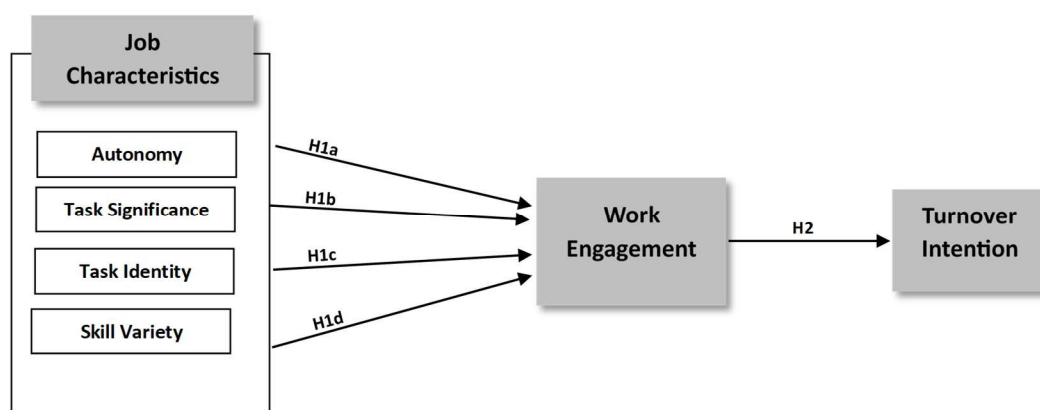 Job
Characteristics
Autonomy
Task Significance
Task Identity
Skill Variety
H1a
H1b
H1c
H1d
Work
Engagement
H2
Turnover
Intention